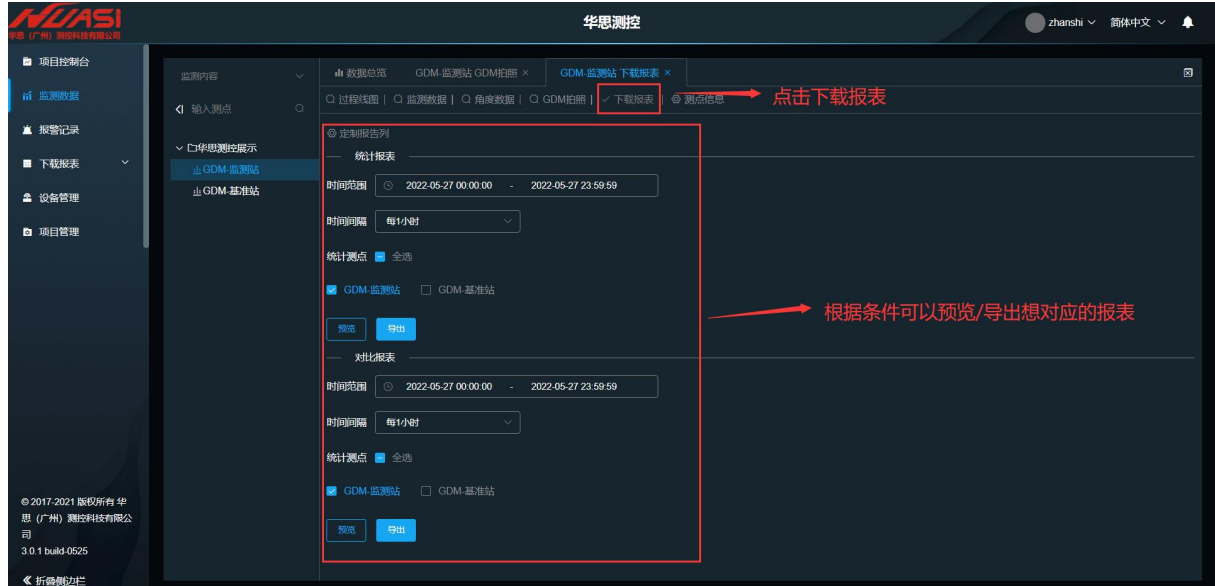 HUASI
华思（广州）测控科技有限公司
华思测控
zhanshi 简体中文
项目控制台
监测数据
报警记录
下载报表
设备管理
项目管理
© 2017-2021 版权所有 华
思（广州）测控科技有限公
司
3.0.1 build-0525
折叠侧边栏
监测内容
输入测点
华思测控展示
GDM-监测站
GDM-基准站
数据总览 GDM-监测站 GDM拍照 × GDM-监测站 下载报表 ×
过程线图 | 监测数据 | 角度数据 | GDM拍照 | 下载报表 | 测点信息
点击下载报表
定制报告列
统计报表
时间范围 2022-05-27 00:00:00 - 2022-05-27 23:59:59
时间间隔 每1小时
统计测点 全选
GDM-监测站 GDM-基准站
预览 导出
根据条件可以预览/导出想对应的报表
对比报表
时间范围 2022-05-27 00:00:00 - 2022-05-27 23:59:59
时间间隔 每1小时
统计测点 全选
GDM-监测站 GDM-基准站
预览 导出